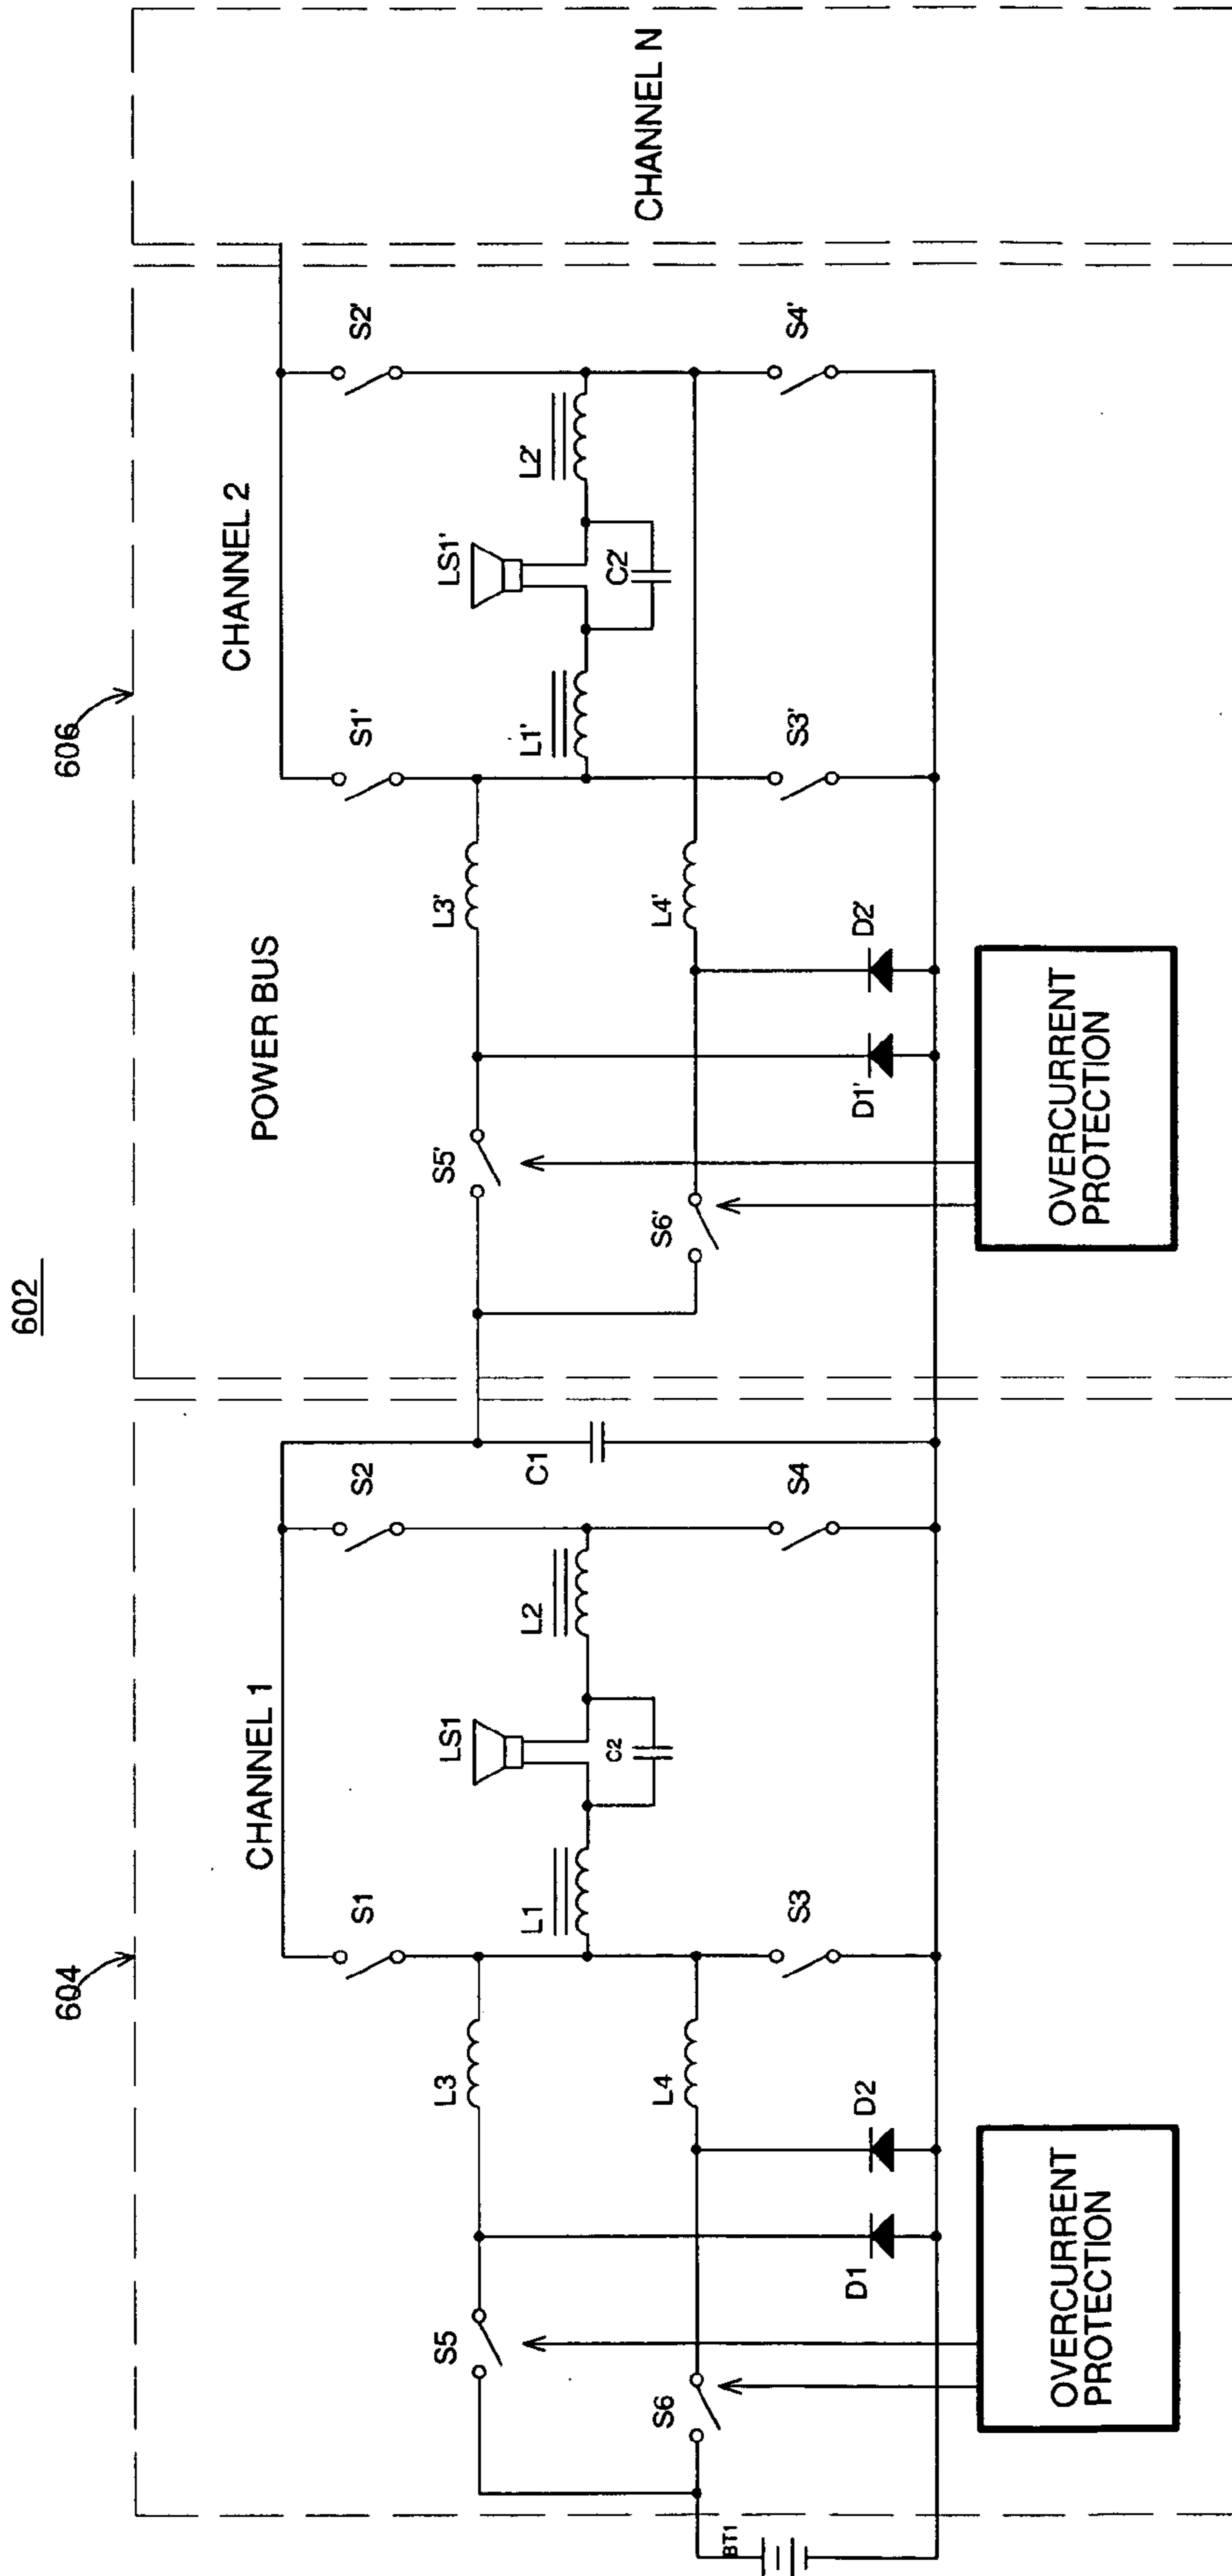 602
604
606
CHANNEL 1
POWER BUS
CHANNEL 2
CHANNEL N
S1
S2
S1'
S2'
S5
L3
LS1
C1
S5'
L3'
LS1'
L1
L2
C2
L1'
L2'
C2'
BT1
S6
L4
S3
S4
S6'
L4'
S3'
S4'
D1
D2
D1'
D2'
OVERCURRENT
PROTECTION
OVERCURRENT
PROTECTION